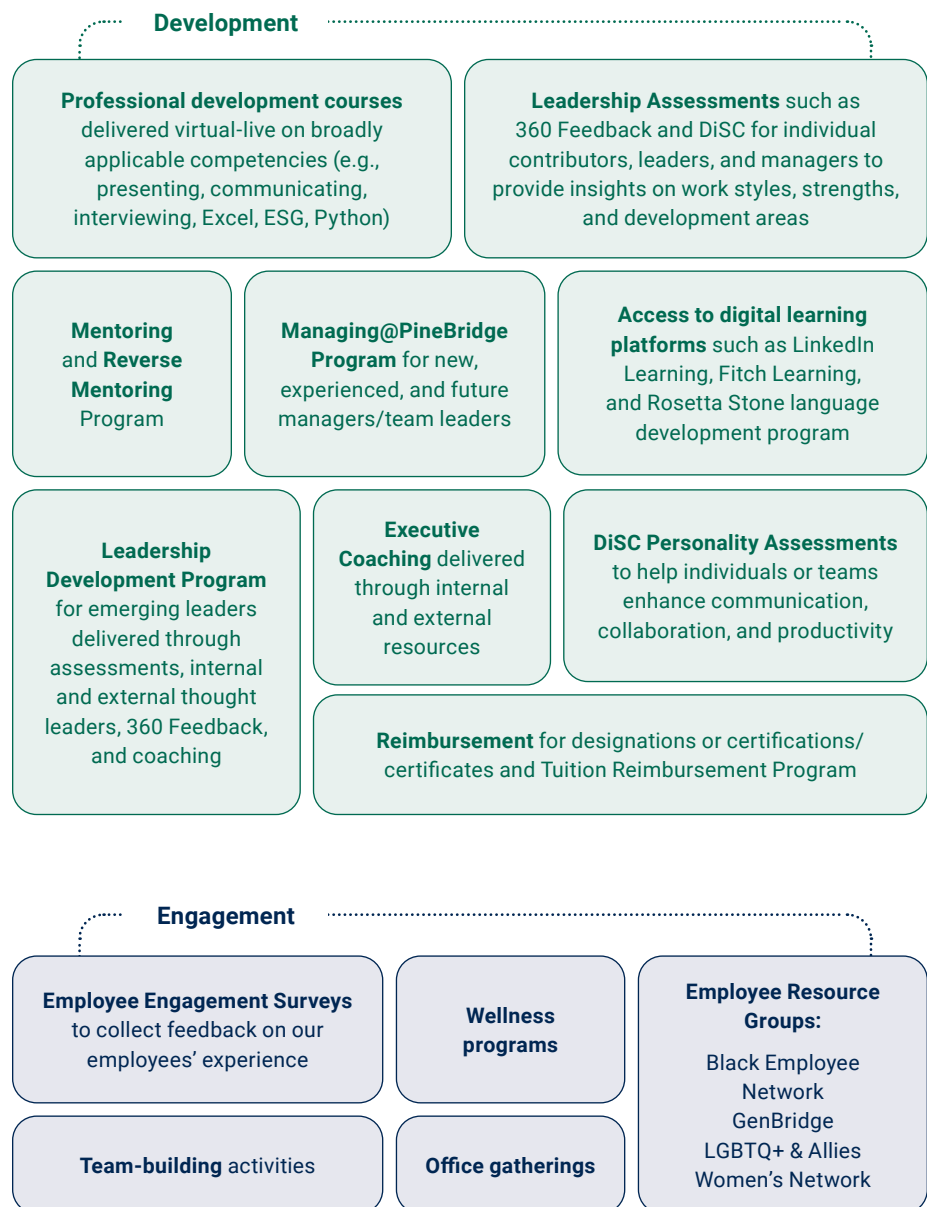 Development
Professional development courses
delivered virtual-live on broadly
applicable competencies (e.g.,
presenting, communicating,
interviewing, Excel, ESG, Python)
Leadership Assessments such as
360 Feedback and DiSC for individual
contributors, leaders, and managers to
provide insights on work styles, strengths,
and development areas
Mentoring
and Reverse
Mentoring
Program
Managing@PineBridge
Program for new,
experienced, and future
managers/team leaders
Access to digital learning
platforms such as LinkedIn
Learning, Fitch Learning,
and Rosetta Stone language
development program
Leadership
Development Program
for emerging leaders
delivered through
assessments, internal
and external thought
leaders, 360 Feedback,
and coaching
Executive
Coaching delivered
through internal
and external
resources
DiSC Personality Assessments
to help individuals or teams
enhance communication,
collaboration, and productivity
Reimbursement for designations or certifications/
certificates and Tuition Reimbursement Program
Engagement
Employee Engagement Surveys
to collect feedback on our
employees’ experience
Wellness
programs
Employee Resource
Groups:
Black Employee
Network
GenBridge
LGBTQ+ & Allies
Women’s Network
Team-building activities
Office gatherings